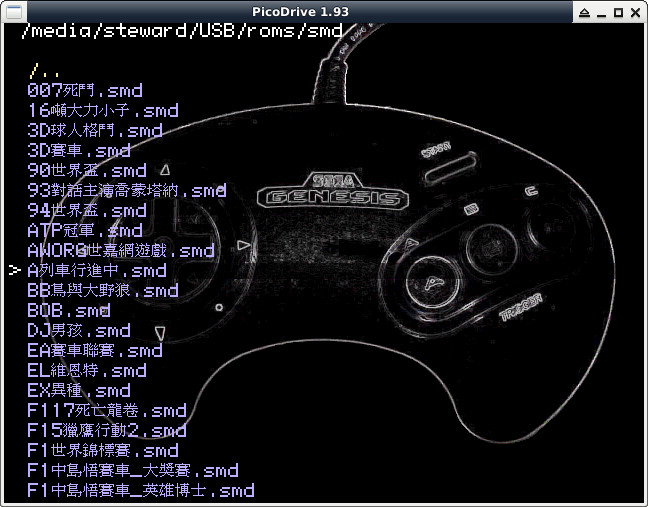 PicoDrive 1.93
/media/steward/USB/roms/smd
/..
007死鬥.smd
16噸大力小子.smd
3D球人格鬥.smd
3D賽車.smd
90世界盃.smd
93對話主濟喬蒙塔納.smd
94世界盃.smd
ATP冠軍.smd
AWORG世嘉網遊戲.smd
> A列車行進中.smd
BB鳥與大野狼.smd
BOB.smd
DJ男孩.smd
EA賽車聯賽.smd
EL維恩特.smd
EX異種.smd
F117死亡龍卷.smd
F15獵鷹行動2.smd
F1世界錦標賽.smd
F1中島悟賽車_大獎賽.smd
F1中島悟賽車_英雄博士.smd
SEGA
GENESIS
START
A
B
C
TRIGGER